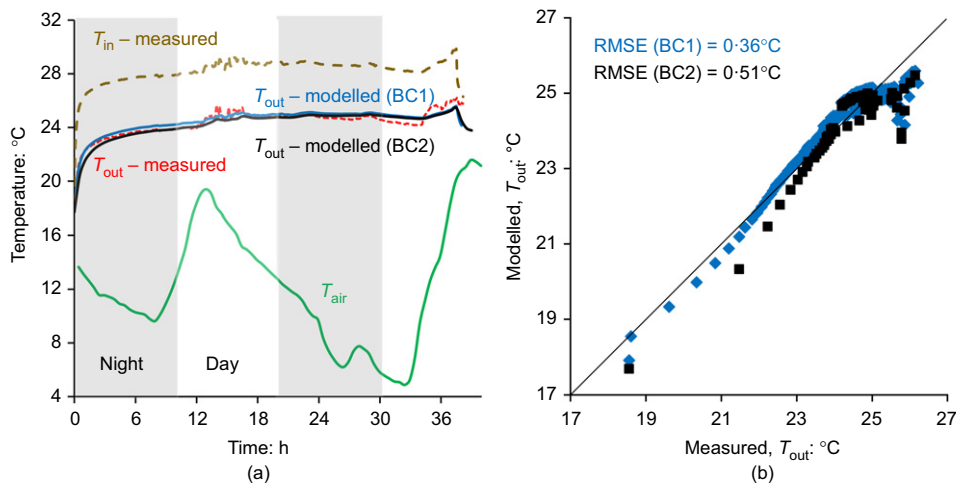 32
28
24
20
16
12
8
4
Temperature: °C
T_in – measured
T_out – modelled (BC1)
T_out – modelled (BC2)
T_out – measured
T_air
Night
Day
0
6
12
18
24
30
36
Time: h
(a)
27
25
23
21
19
17
Modelled, T_out: °C
RMSE (BC1) = 0·36°C
RMSE (BC2) = 0·51°C
17
19
21
23
25
27
Measured, T_out: °C
(b)